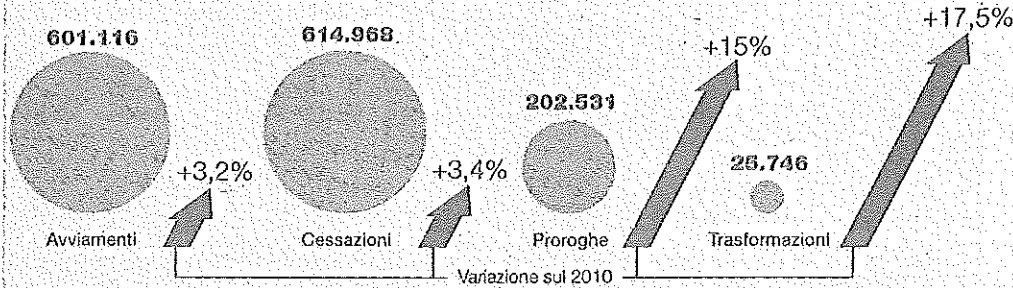 601.116
614.968
202.531
25.746
+3,2%
+3,4%
+15%
+17,5%
Avviamenti
Cessazioni
Proroghe
Trasformazioni
Variazione sul 2010